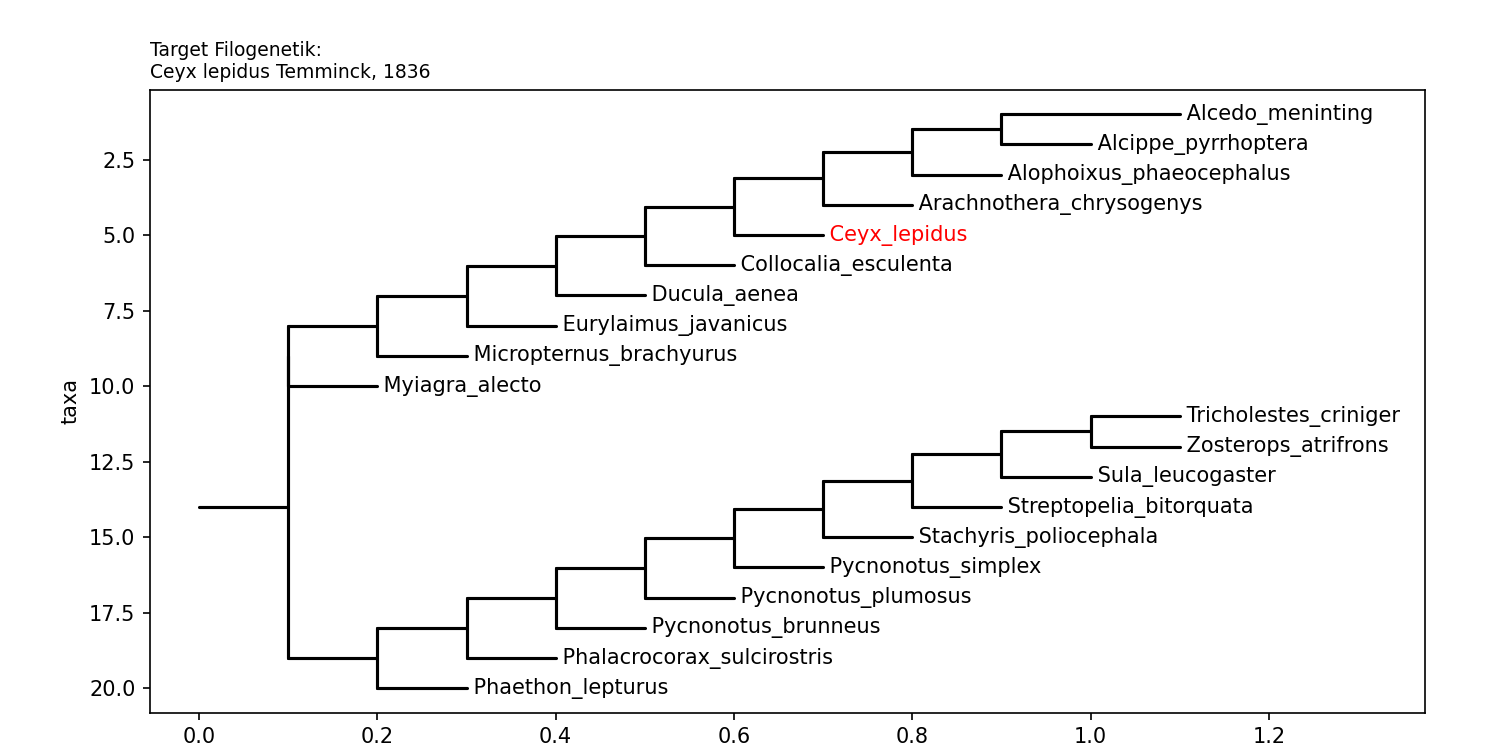 Target Filogenetik:
Ceyx lepidus Temminck, 1836
Alcedo_meninting
Alcippe_pyrrhoptera
2.5
Alophoixus_phaeocephalus
Arachnothera_chrysogenys
5.0
Ceyx_lepidus
Collocalia_esculenta
Ducula_aenea
7.5
Eurylaimus_javanicus
Micropternus_brachyurus
10.0
Myiagra_alecto
taxa
Tricholestes_criniger
Zosterops_atrifrons
12.5
Sula_leucogaster
Streptopelia_bitorquata
15.0
Stachyris_poliocephala
Pycnonotus_simplex
Pycnonotus_plumosus
17.5
Pycnonotus_brunneus
Phalacrocorax_sulcirostris
20.0
Phaethon_lepturus
0.0 0.2 0.4 0.6 0.8 1.0 1.2